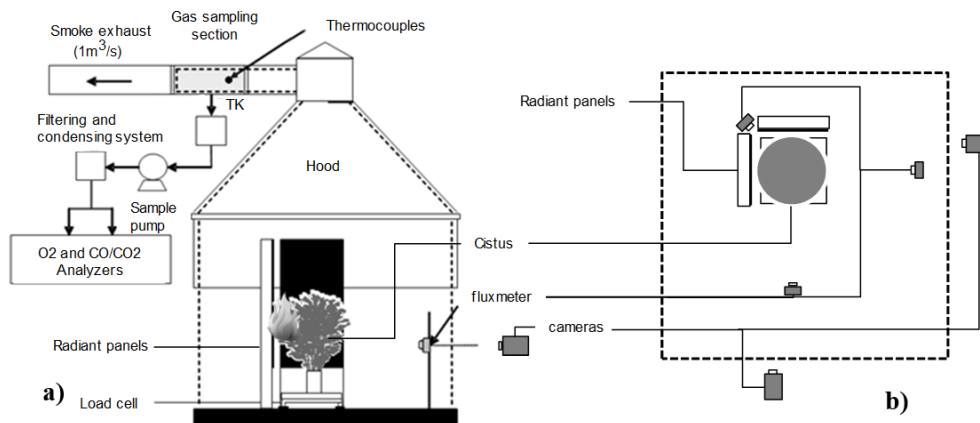 a)
Smoke exhaust
(1m3/s)
Gas sampling
section
Thermocouples
TK
Filtering and
condensing system
Hood
Sample
pump
O2 and CO/CO2
Analyzers
Radiant panels
Load cell
Radiant panels
Cistus
fluxmeter
cameras
a)
b)